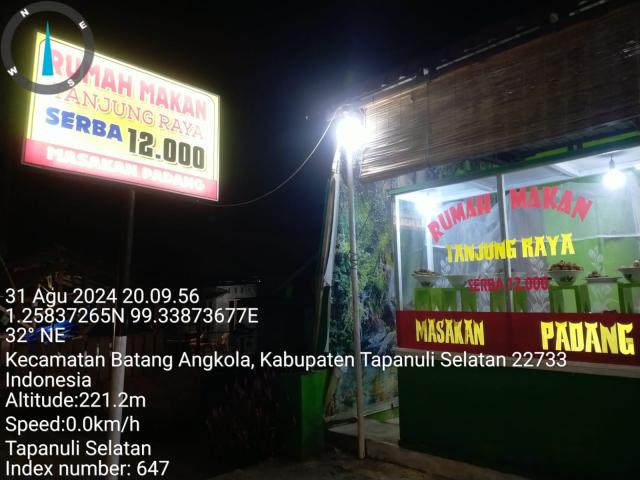 N
E
W
S
RUMAH MAKAN
TANJUNG RAYA
SERBA 12.000
MASAKAN PADANG
RUMAH MAKAN
TANJUNG RAYA
SERBA 12.000
MASAKAN PADANG
31 Agu 2024 20.09.56
1.25837265N 99.33873677E
32° NE
Kecamatan Batang Angkola, Kabupaten Tapanuli Selatan 22733
Indonesia
Altitude:221.2m
Speed:0.0km/h
Tapanuli Selatan
Index number: 647